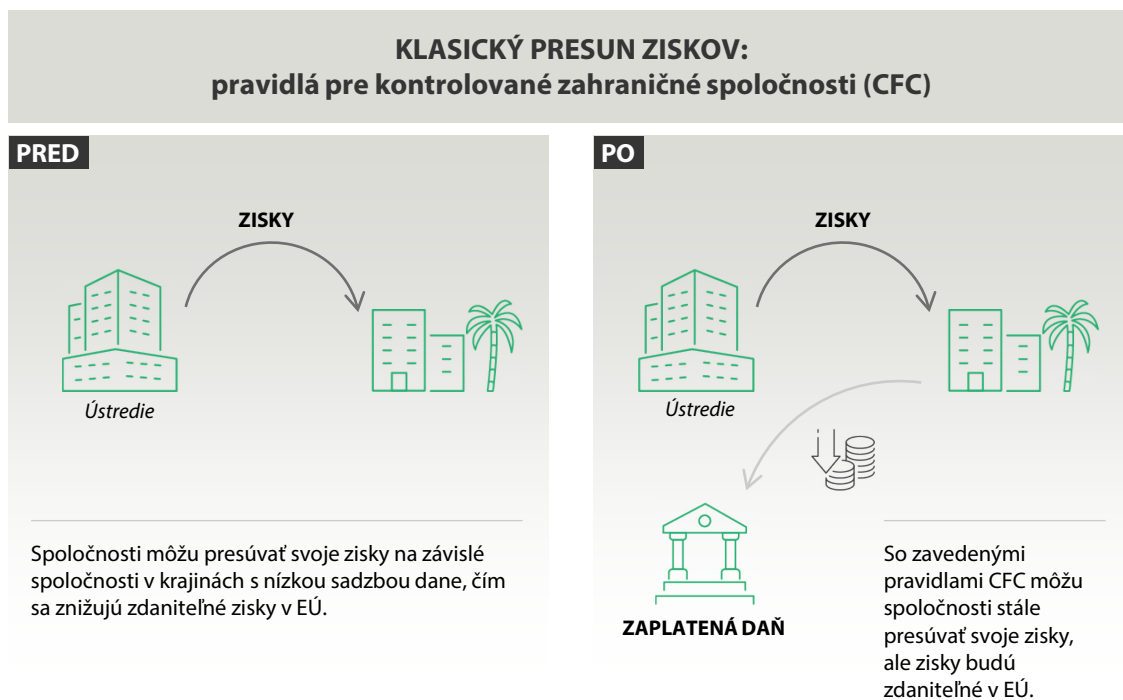 KLASICKÝ PRESUN ZISKOV:
pravidlá pre kontrolované zahraničné spoločnosti (CFC)
PRED
ZISKY
Ústredie
Spoločnosti môžu presúvať svoje zisky na závislé
spoločnosti v krajinách s nízkou sadzbou dane, čím
sa znižujú zdaniteľné zisky v EÚ.
PO
ZISKY
Ústredie
ZAPLATENÁ DAŇ
So zavedenými
pravidlami CFC môžu
spoločnosti stále
presúvať svoje zisky,
ale zisky budú
zdaniteľné v EÚ.